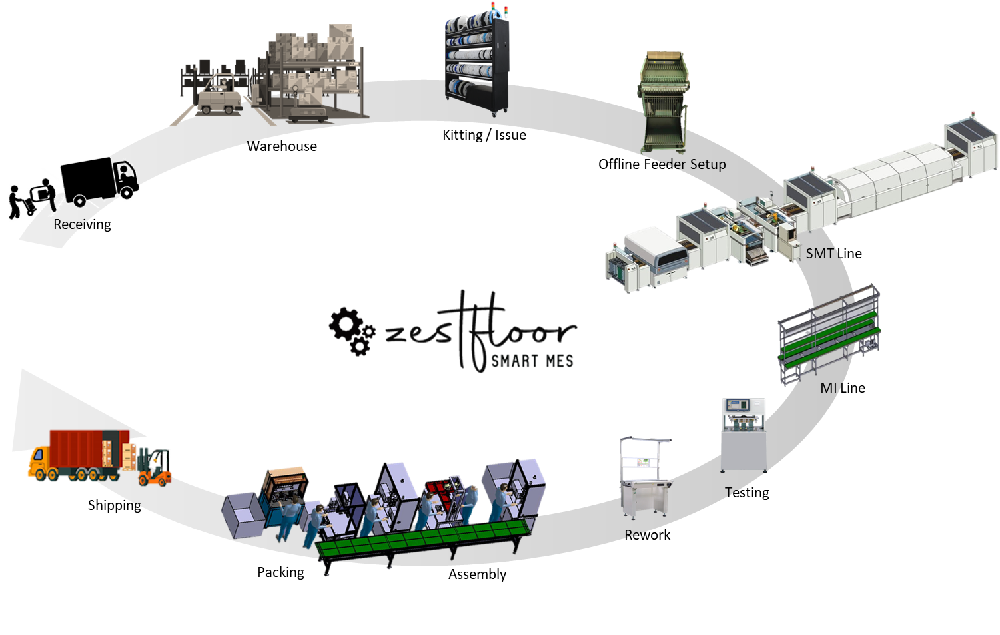 Receiving
Warehouse
Kitting / Issue
Offline Feeder Setup
SMT Line
MI Line
Testing
Rework
Assembly
Packing
Shipping
zestfloor
SMART MES